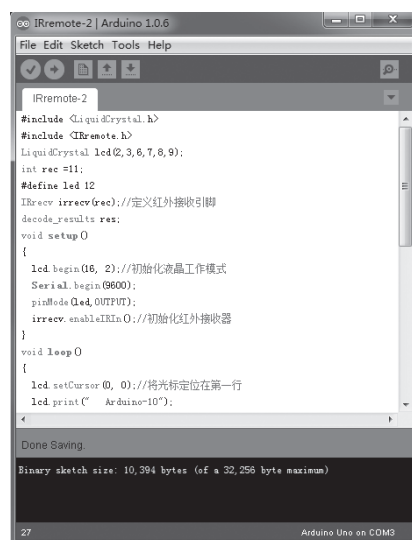 IRremote-2 | Arduino 1.0.6
File Edit Sketch Tools Help
IRremote-2
#include <LiquidCrystal.h>
#include <IRremote.h>
LiquidCrystal lcd(2,3,6,7,8,9);
int rec =11;
#define led 12
IRrecv irrecv(rec);//定义红外接收引脚
decode_results res;
void setup()
{
lcd.begin(16, 2);//初始化液晶工作模式
Serial.begin(9600);
pinMode(led,OUTPUT);
irrecv.enableIRIn();//初始化红外接收器
}
void loop()
{
lcd.setCursor(0, 0);//将光标定位在第一行
lcd.print("   Arduino-10");
Done Saving.
Binary sketch size: 10,394 bytes (of a 32,256 byte maximum)
27 Arduino Uno on COM3